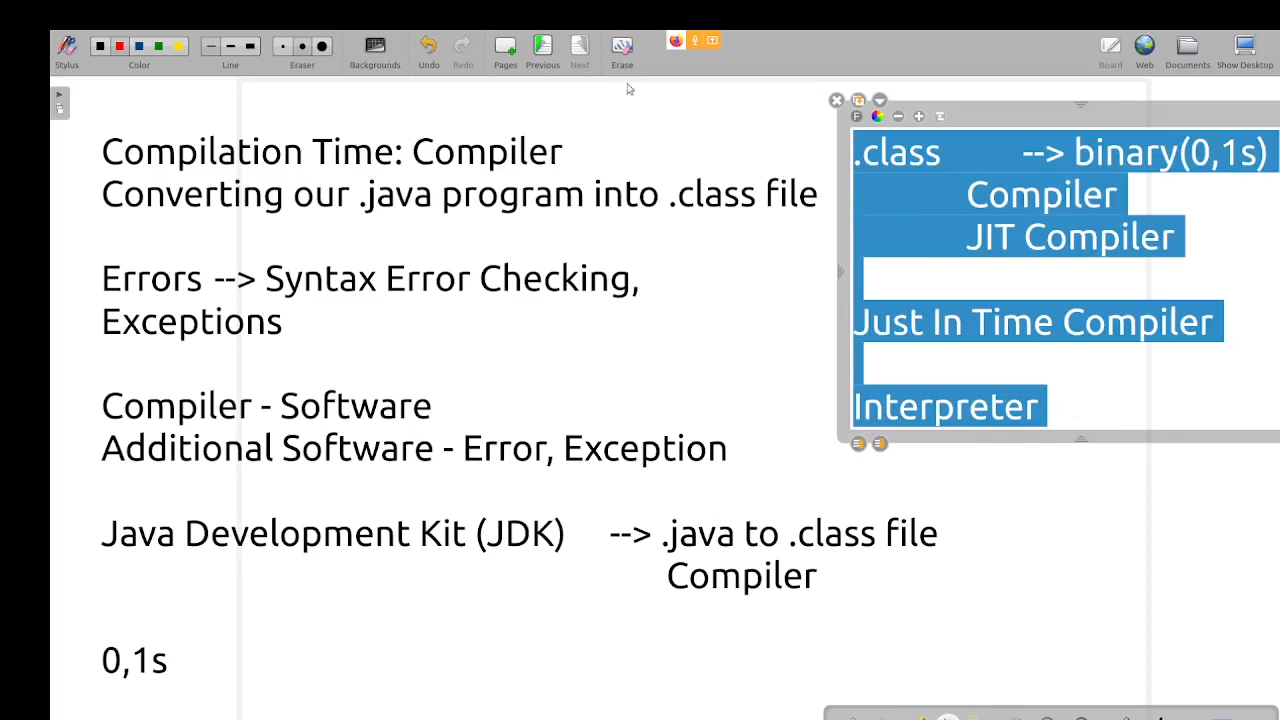 Stylus
Color
Line
Eraser
Backgrounds
Undo
Redo
Pages
Previous
Next
Erase
Board
Web
Documents
Show Desktop
Compilation Time: Compiler
Converting our .java program into .class file
Errors --> Syntax Error Checking,
Exceptions
Compiler - Software
Additional Software - Error, Exception
Java Development Kit (JDK) --> .java to .class file
Compiler
0,1s
F
.class --> binary(0,1s)
Compiler
JIT Compiler
Just In Time Compiler
Interpreter